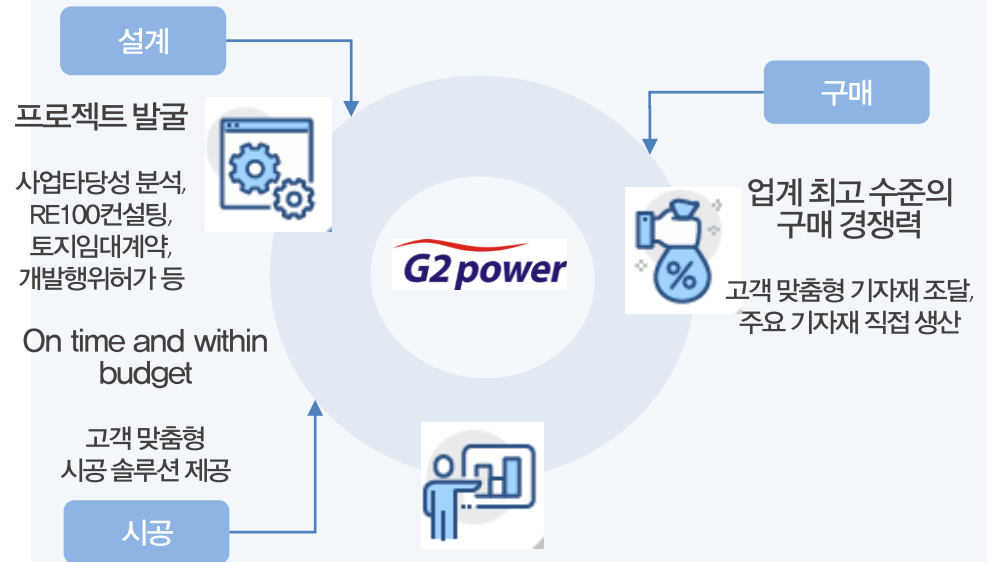 설계
프로젝트 발굴
사업타당성 분석,
RE100컨설팅,
토지임대계약,
개발행위허가 등
구매
업계 최고 수준의
구매 경쟁력
고객 맞춤형 기자재 조달,
주요 기자재 직접 생산
G2power
%
On time and within
budget
고객 맞춤형
시공 솔루션 제공
시공